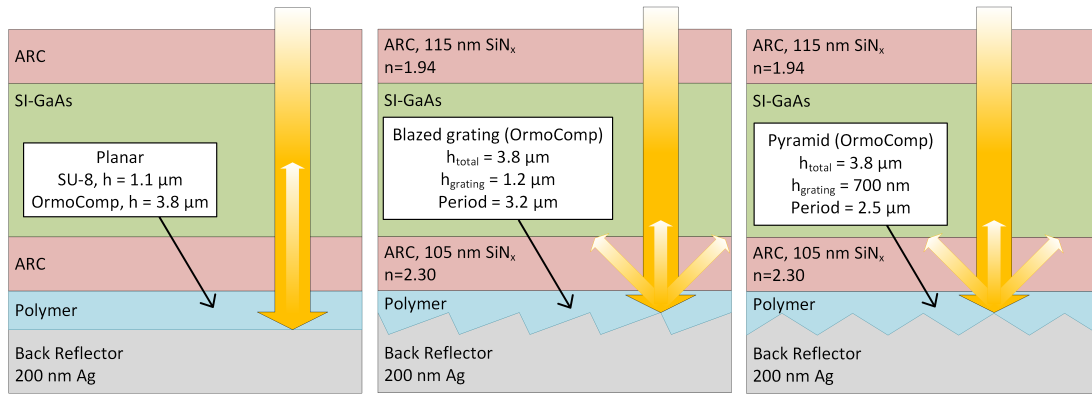 ARC
SI-GaAs
Planar
SU-8, h = 1.1 µm
OrmoComp, h = 3.8 µm
ARC
Polymer
Back Reflector
200 nm Ag
ARC, 115 nm SiNₓ
n=1.94
SI-GaAs
Blazed grating (OrmoComp)
h_total = 3.8 µm
h_grating = 1.2 µm
Period = 3.2 µm
ARC, 105 nm SiNₓ
n=2.30
Polymer
Back Reflector
200 nm Ag
ARC, 115 nm SiNₓ
n=1.94
SI-GaAs
Pyramid (OrmoComp)
h_total = 3.8 µm
h_grating = 700 nm
Period = 2.5 µm
ARC, 105 nm SiNₓ
n=2.30
Polymer
Back Reflector
200 nm Ag